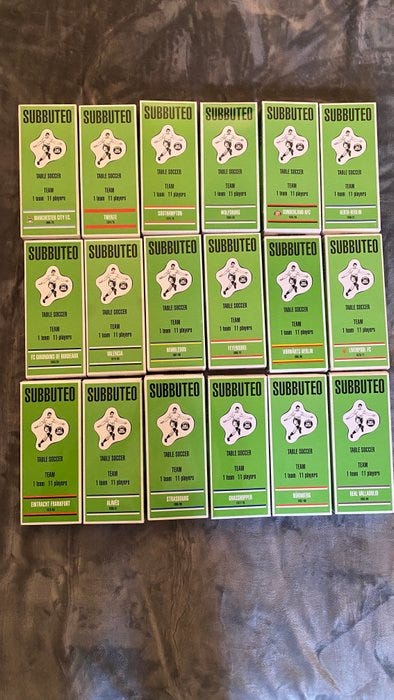 SUBBUTEO
TABLE SOCCER
TEAM
1 team 11 players
MANCHESTER CITY F.C.
SUBBUTEO
TABLE SOCCER
TEAM
1 team 11 players
TWENTE
SUBBUTEO
TABLE SOCCER
TEAM
1 team 11 players
SOUTHAMPTON
SUBBUTEO
TABLE SOCCER
TEAM
1 team 11 players
WOLFSBURG
SUBBUTEO
TABLE SOCCER
TEAM
1 team 11 players
SUNDERLAND AFC
SUBBUTEO
TABLE SOCCER
TEAM
1 team 11 players
HERTA BERLIN
SUBBUTEO
TABLE SOCCER
TEAM
1 team 11 players
FC GIRONDINS DE BORDEAUX
SUBBUTEO
TABLE SOCCER
TEAM
1 team 11 players
VALENCIA
SUBBUTEO
TABLE SOCCER
TEAM
1 team 11 players
WIMBLEDON
SUBBUTEO
TABLE SOCCER
TEAM
1 team 11 players
FEYENOORD
SUBBUTEO
TABLE SOCCER
TEAM
1 team 11 players
VORWÄRTS BERLIN
SUBBUTEO
TABLE SOCCER
TEAM
1 team 11 players
LIVERPOOL FC
SUBBUTEO
TABLE SOCCER
TEAM
1 team 11 players
EINTRACHT FRANKFURT
SUBBUTEO
TABLE SOCCER
TEAM
1 team 11 players
ALAVÉS
SUBBUTEO
TABLE SOCCER
TEAM
1 team 11 players
STRASBOURG
SUBBUTEO
TABLE SOCCER
TEAM
1 team 11 players
GRASSHOPPER
SUBBUTEO
TABLE SOCCER
TEAM
1 team 11 players
NÜRNBERG
SUBBUTEO
TABLE SOCCER
TEAM
1 team 11 players
REAL VALLADOLID